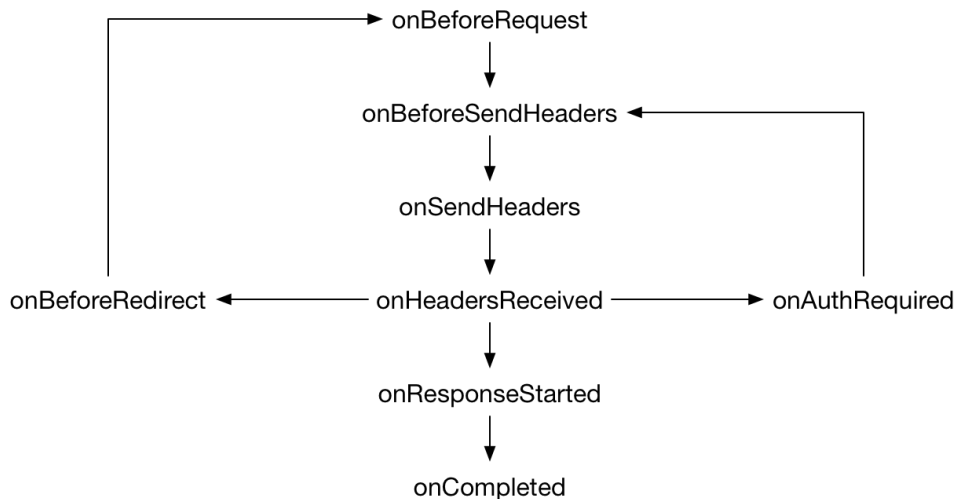 onBeforeRequest
onBeforeSendHeaders
onSendHeaders
onBeforeRedirect
onHeadersReceived
onAuthRequired
onResponseStarted
onCompleted